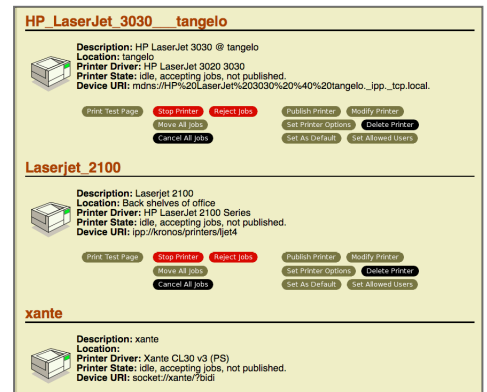 HP_LaserJet_3030___tangelo
Description: HP LaserJet 3030 @ tangelo
Location: tangelo
Printer Driver: HP LaserJet 3020 3030
Printer State: idle, accepting jobs, not published.
Device URI: mdns://HP%20LaserJet%203030%20%40%20tangelo._ipp._tcp.local.
Print Test Page Stop Printer Reject Jobs Publish Printer Modify Printer
Move All Jobs Set Printer Options Delete Printer
Cancel All Jobs Set As Default Set Allowed Users
Laserjet_2100
Description: Laserjet 2100
Location: Back shelves of office
Printer Driver: HP LaserJet 2100 Series
Printer State: idle, accepting jobs, not published.
Device URI: ipp://kronos/printers/ljet4
Print Test Page Stop Printer Reject Jobs Publish Printer Modify Printer
Move All Jobs Set Printer Options Delete Printer
Cancel All Jobs Set As Default Set Allowed Users
xante
Description: xante
Location:
Printer Driver: Xante CL30 v3 (PS)
Printer State: idle, accepting jobs, not published.
Device URI: socket://xante/?bidi